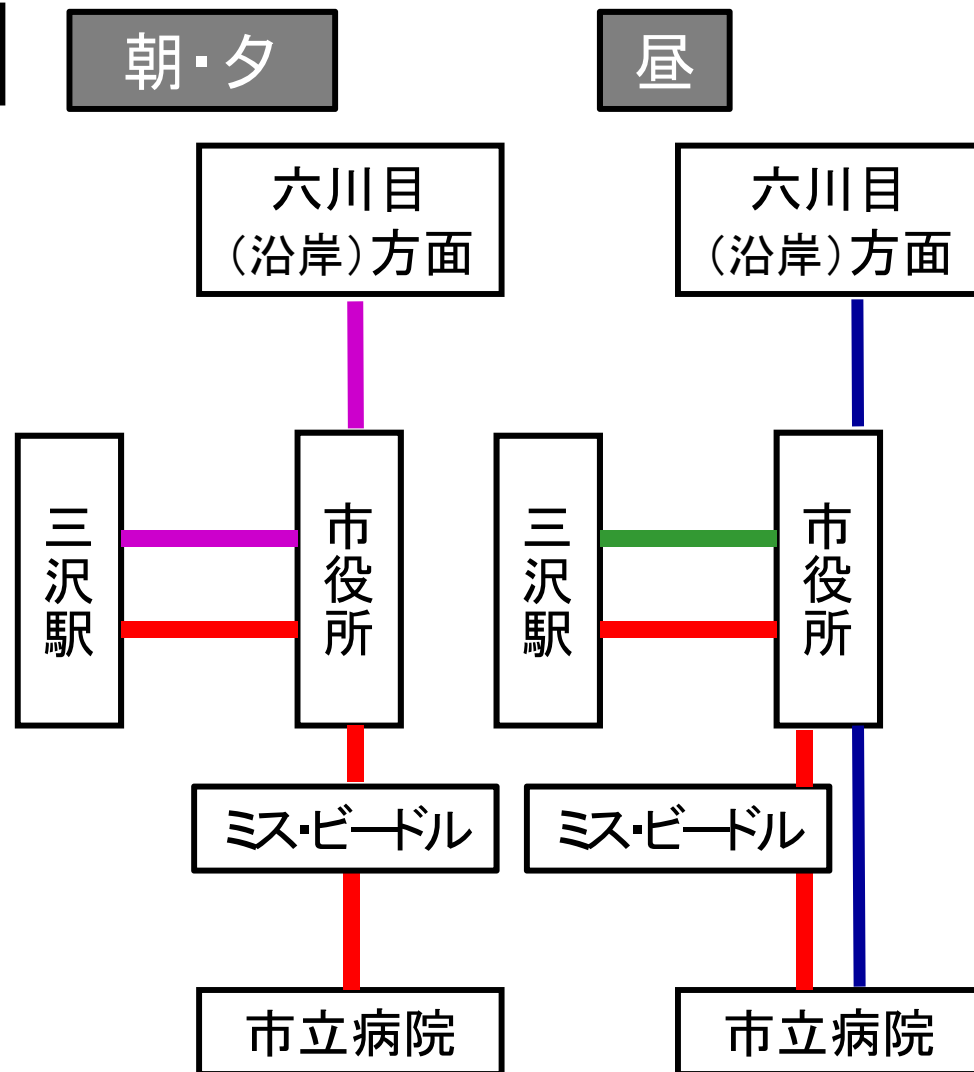 朝・夕
六川目
（沿岸）方面
三沢駅
市役所
ミス・ビードル
市立病院
昼
六川目
（沿岸）方面
三沢駅
市役所
ミス・ビードル
市立病院